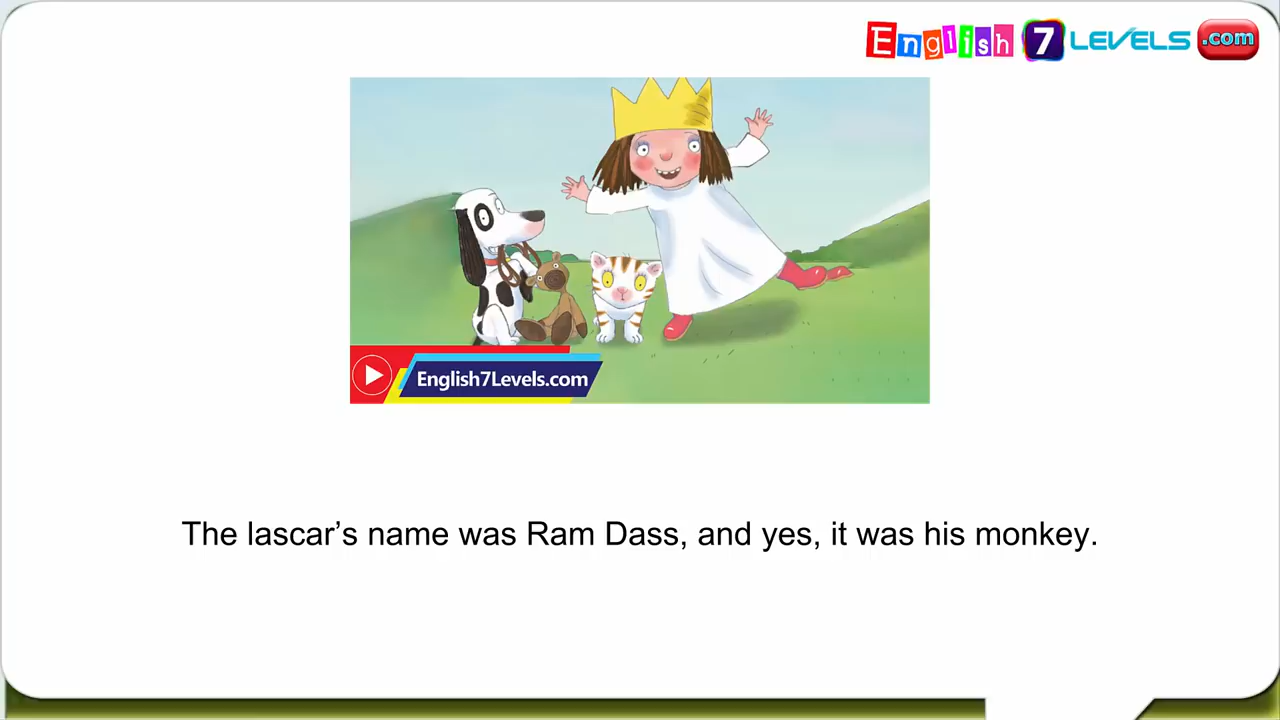 English 7 LEVELS .com
English7Levels.com
The lascar’s name was Ram Dass, and yes, it was his monkey.